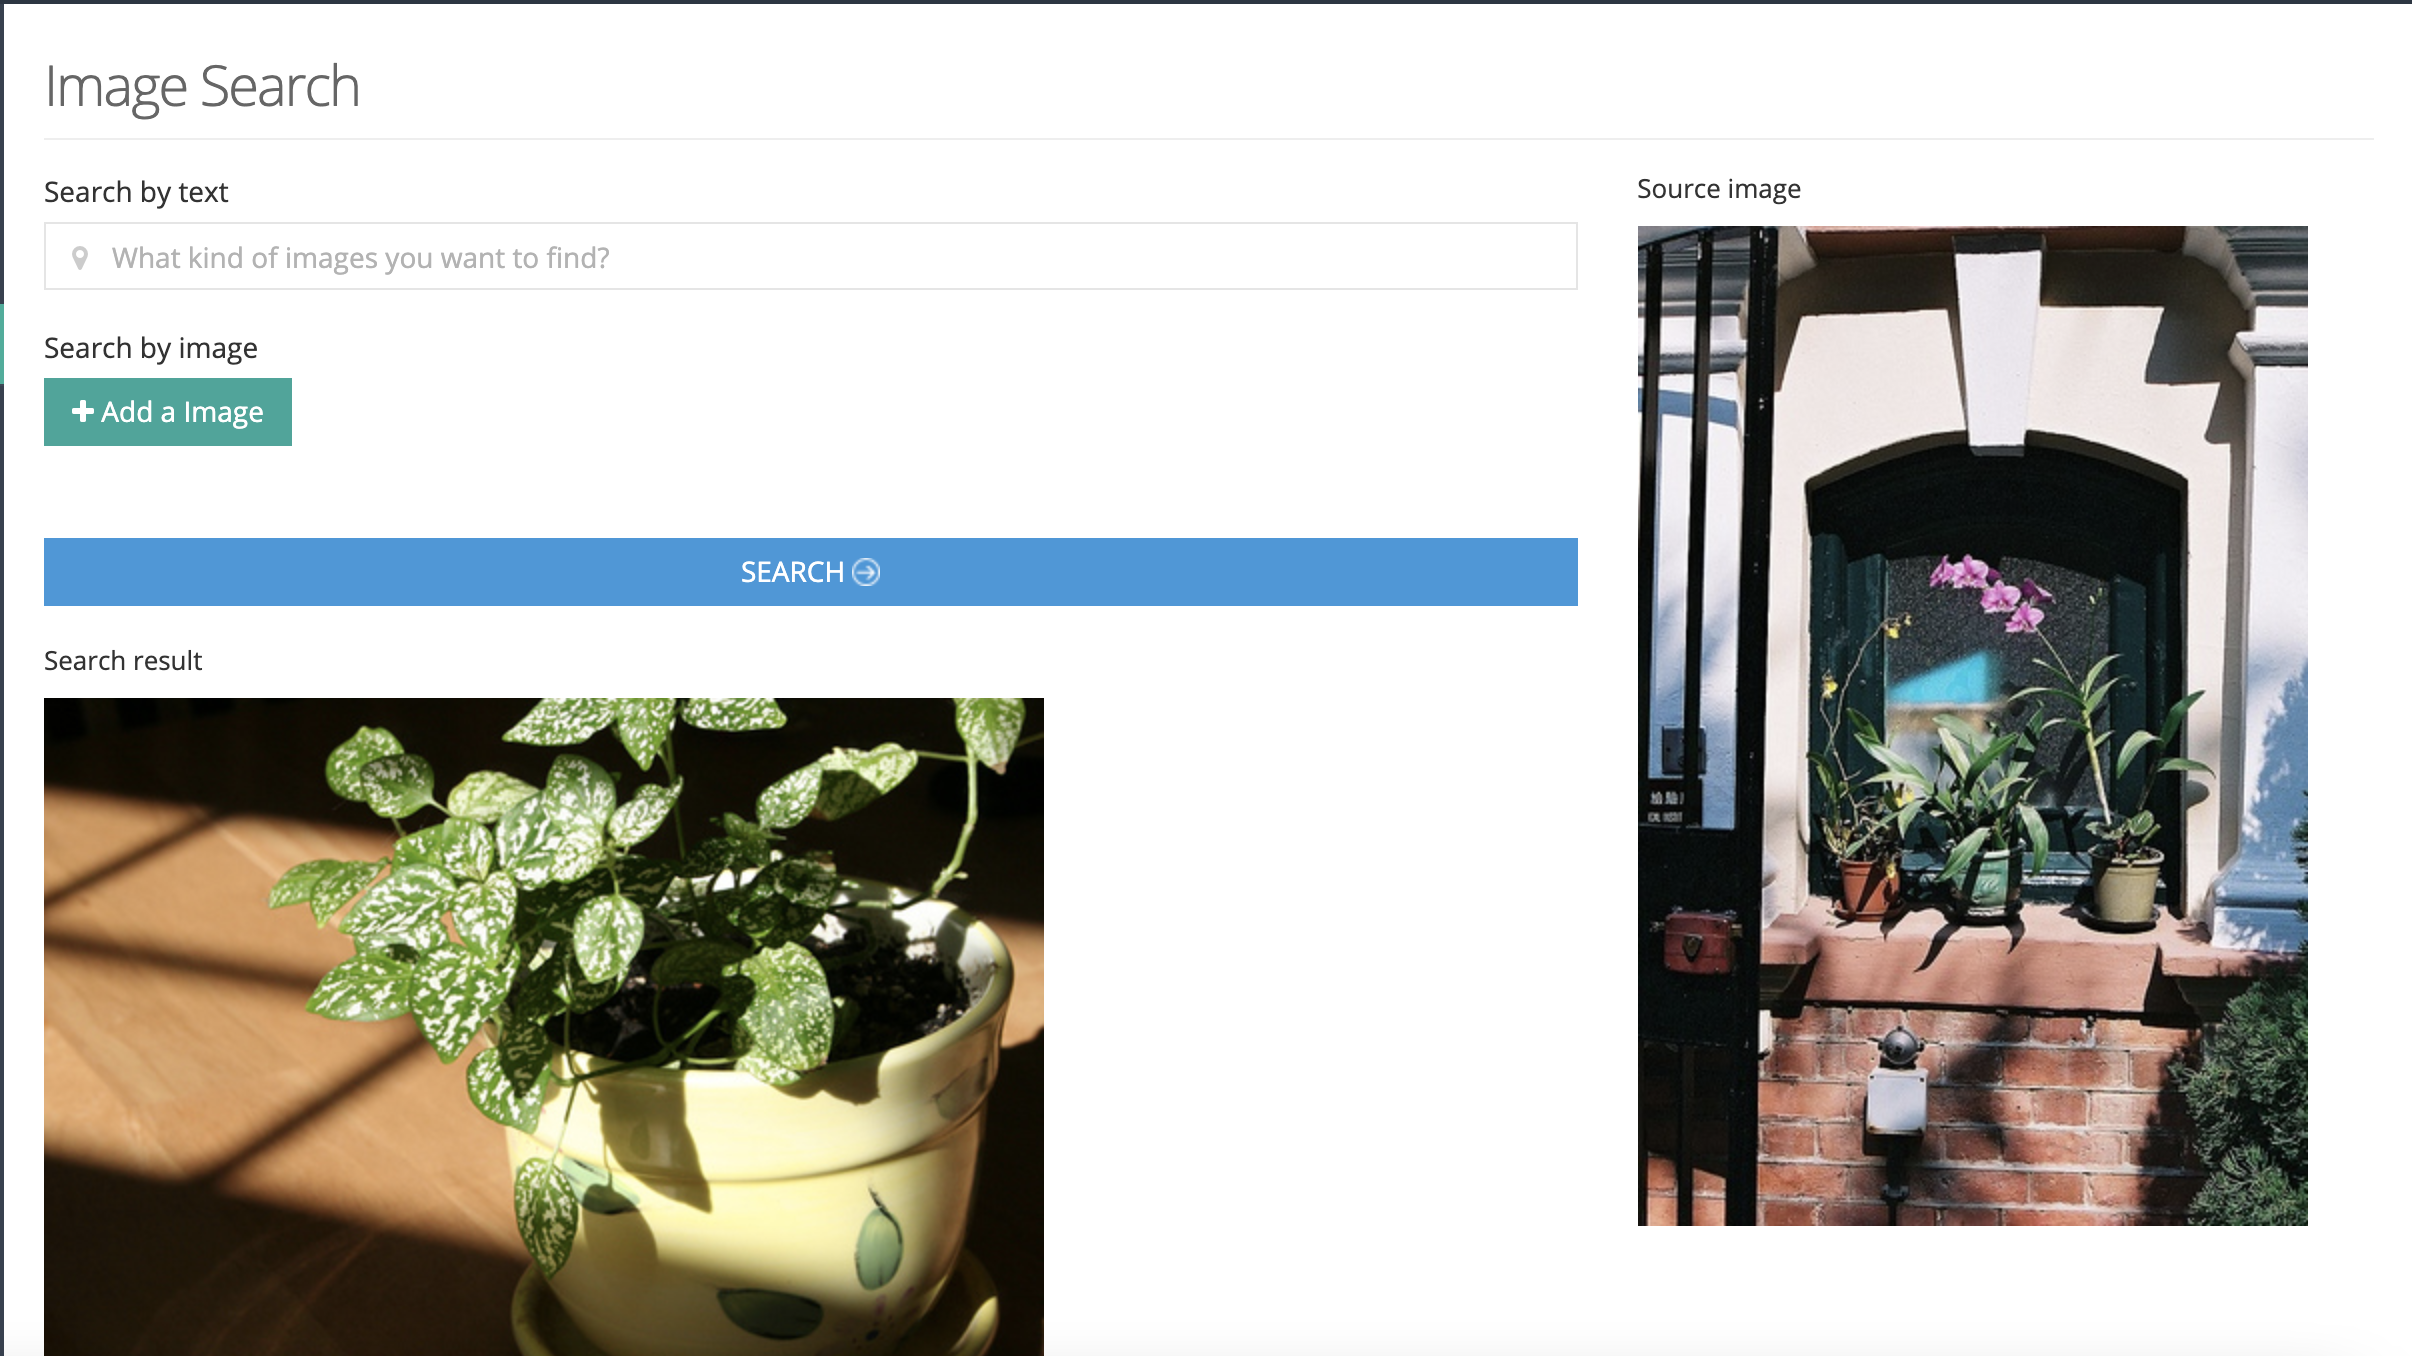 Image Search
Search by text
What kind of images you want to find?
Search by image
Add a Image
SEARCH
Search result
Source image